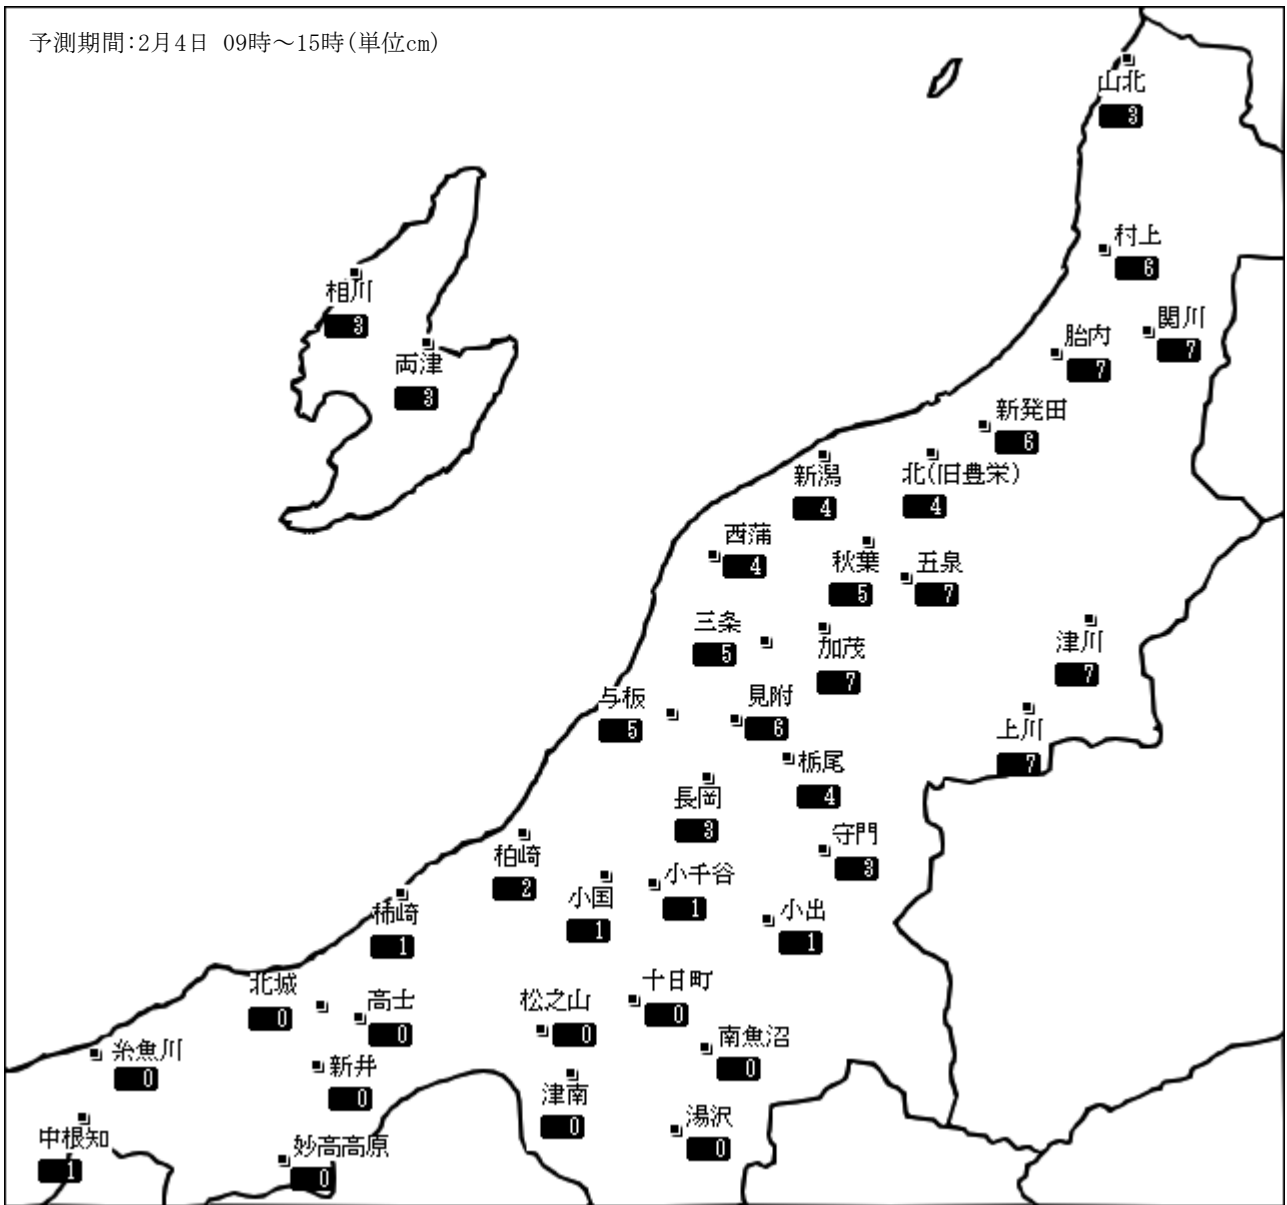 予測期間:2月4日 09時～15時(単位cm)
山北
3
村上
6
相川
3
関川
7
胎内
7
両津
3
新発田
6
新潟
4
北(旧豊栄)
4
西蒲
4
秋葉
5
五泉
7
三条
5
加茂
7
津川
7
与板
5
見附
6
上川
7
栃尾
4
長岡
3
守門
3
柏崎
2
小千谷
1
小国
1
小出
1
柿崎
1
北城
0
高士
0
松之山
0
十日町
0
南魚沼
0
糸魚川
0
新井
0
津南
0
湯沢
0
中根知
1
妙高高原
0